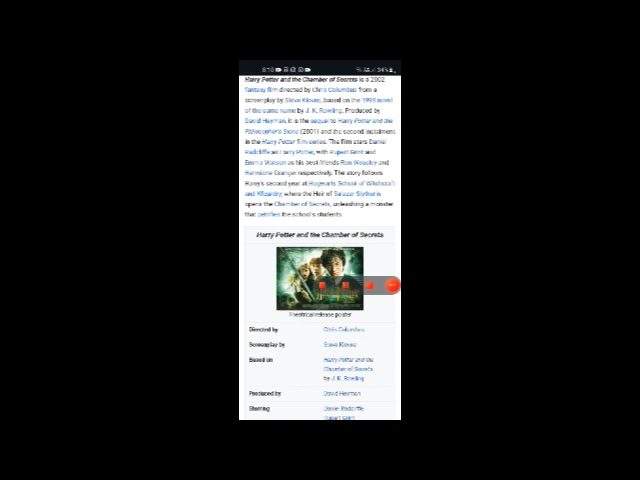 54%
Harry Potter and the Chamber of Secrets is a 2002
fantasy film directed by Chris Columbus from a
screenplay by Steve Kloves, based on the 1998 novel
of the same name by J. K. Rowling. Produced by
David Heyman, it is the sequel to Harry Potter and the
Philosopher's Stone (2001) and the second instalment
in the Harry Potter film series. The film stars Daniel
Radcliffe as Harry Potter, with Rupert Grint and
Emma Watson as his best friends Ron Weasley and
Hermione Granger respectively. The story follows
Harry's second year at Hogwarts School of Witchcraft
and Wizardry, where the Heir of Salazar Slytherin
opens the Chamber of Secrets, unleashing a monster
that petrifies the school's students.
Harry Potter and the Chamber of Secrets
Theatrical release poster
Directed by Chris Columbus
Screenplay by Steve Kloves
Based on Harry Potter and the
Chamber of Secrets
by J. K. Rowling
Produced by David Heyman
Starring Daniel Radcliffe
Rupert Grint